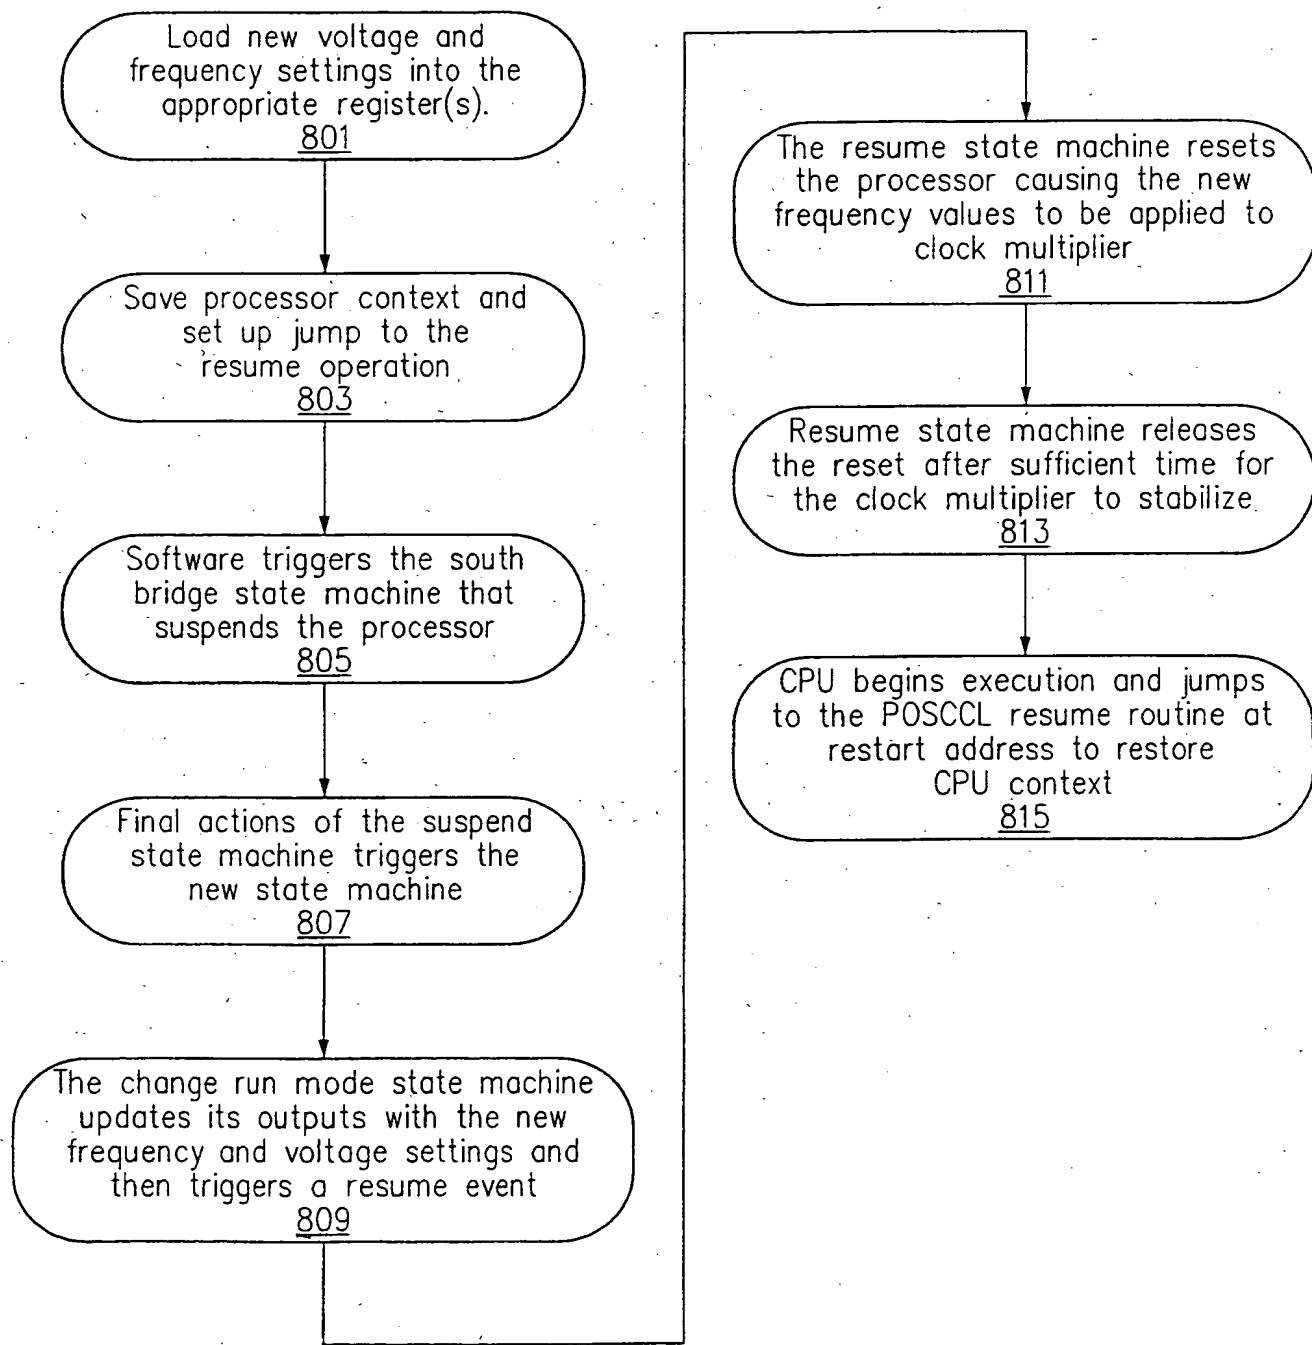 Load new voltage and
frequency settings into the
appropriate register(s).
801
Save processor context and
set up jump to the
resume operation
803
Software triggers the south
bridge state machine that
suspends the processor
805
Final actions of the suspend
state machine triggers the
new state machine
807
The change run mode state machine
updates its outputs with the new
frequency and voltage settings and
then triggers a resume event
809
The resume state machine resets
the processor causing the new
frequency values to be applied to
clock multiplier
811
Resume state machine releases
the reset after sufficient time for
the clock multiplier to stabilize
813
CPU begins execution and jumps
to the POSCCL resume routine at
restart address to restore
CPU context
815